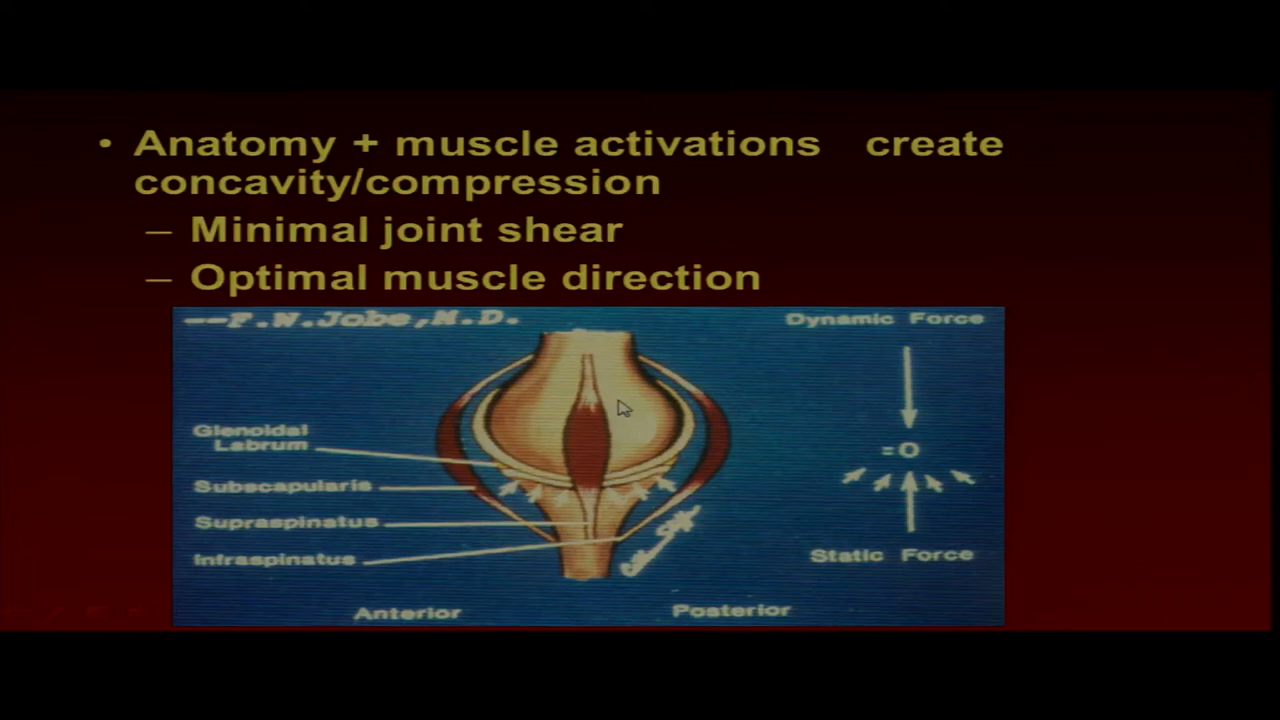 • Anatomy + muscle activations create
concavity/compression
– Minimal joint shear
– Optimal muscle direction
—F.W.Jobe,M.D.
Dynamic Force
Glenoidal
Labrum
=0
Subscapularis
Supraspinatus
Infraspinatus
Static Force
Anterior
Posterior